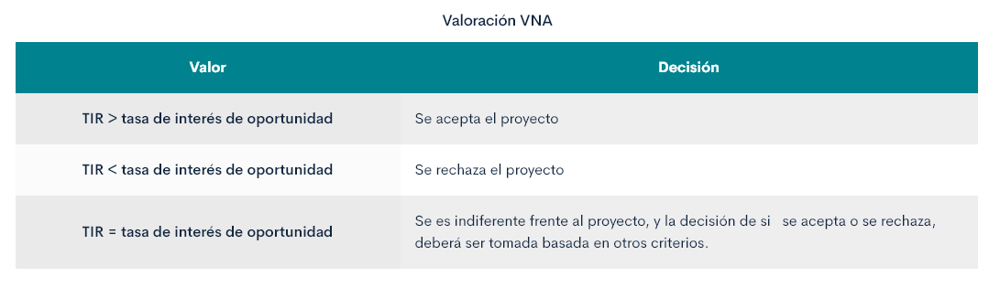 Valoración VNA
Valor Decisión
TIR > tasa de interés de oportunidad Se acepta el proyecto
TIR < tasa de interés de oportunidad Se rechaza el proyecto
TIR = tasa de interés de oportunidad Se es indiferente frente al proyecto, y la decisión de si se acepta o se rechaza,
deberá ser tomada basada en otros criterios.